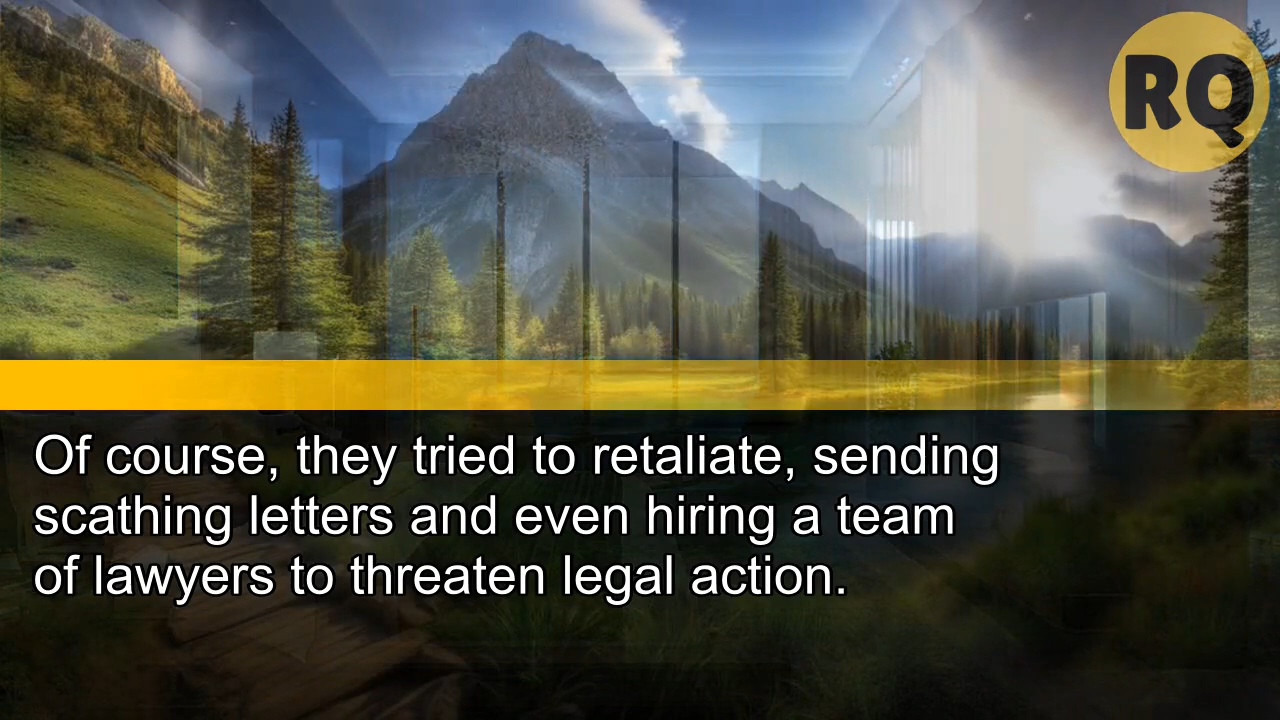 RQ
Of course, they tried to retaliate, sending
scathing letters and even hiring a team
of lawyers to threaten legal action.